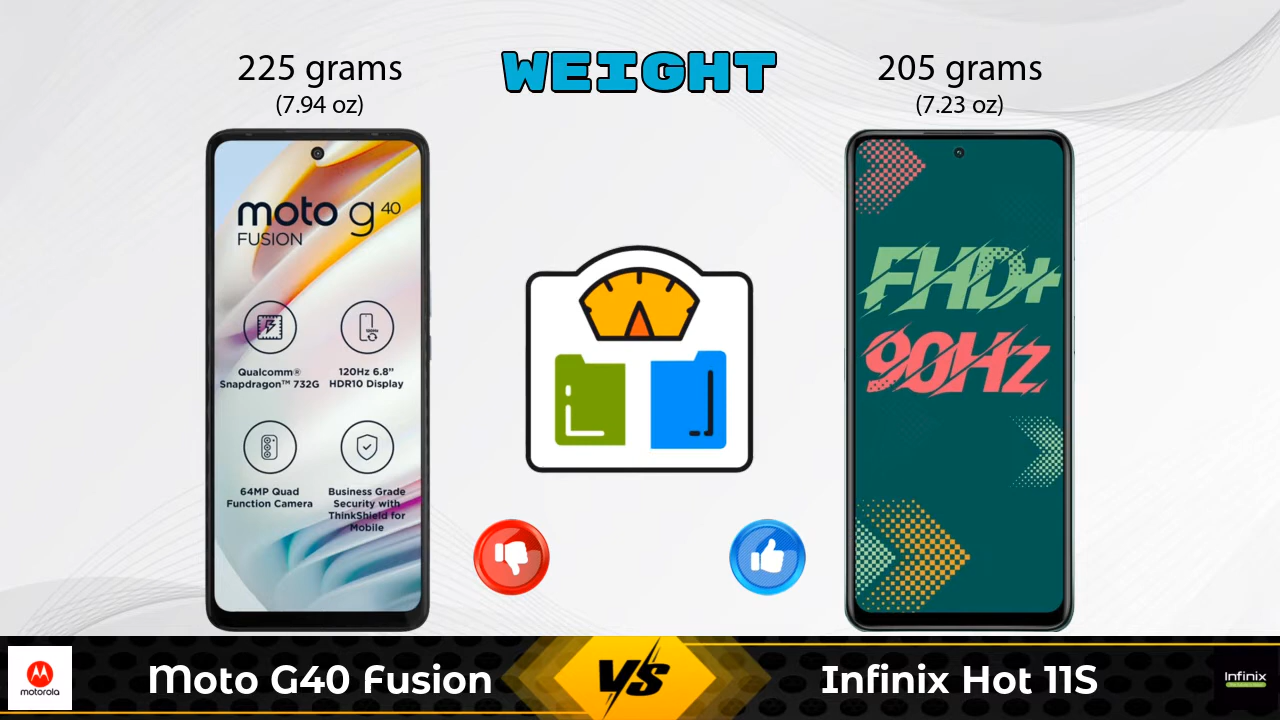 WEIGHT
225 grams
(7.94 oz)
205 grams
(7.23 oz)
moto g 40
FUSION
Qualcomm®
Snapdragon™ 732G
120Hz 6.8"
HDR10 Display
64MP Quad
Function Camera
Business Grade
Security with
ThinkShield for
Mobile
FHD+
90Hz
motorola
Moto G40 Fusion
VS
Infinix Hot 11S
Infinix